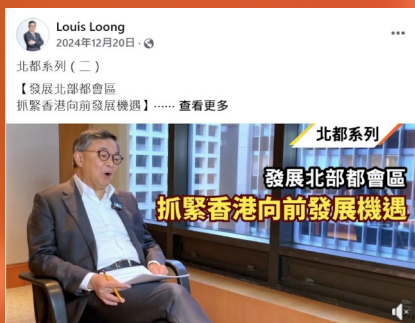 Louis Loong
2024年12月20日 ·
北都系列（二）
【發展北部都會區
抓緊香港向前發展機遇】⋯⋯ 查看更多
北都系列
發展北部都會區
抓緊香港向前發展機遇